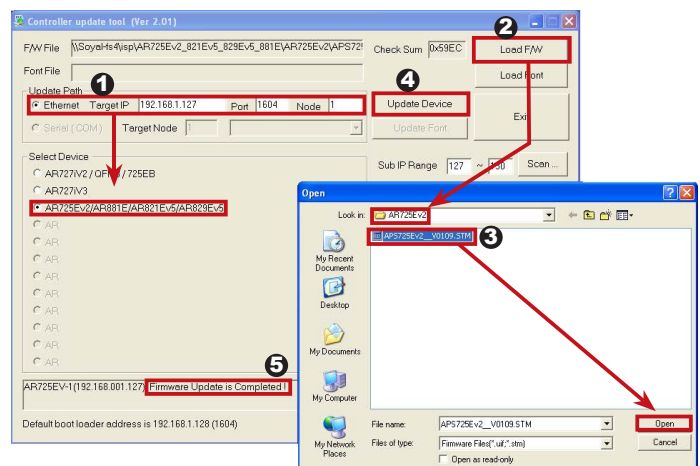 Controller update tool (Ver 2.01)
2
F/W File \\SoyaHs4\isp\AR725Ev2_821Ev5_829Ev5_881E\AR725Ev2\APS72! Check Sum 0x59EC Load F/W
Font File Load Font
1
4
Update Path
Ethernet Target IP 192.168.1.127 Port 1604 Node 1 Update Device
Exit
Serial ( COM ) Target Node 1 Update Font
Select Device
Sub IP Range 127 ~ Scan ...
AR727iV2 / / 725EB
AR727iV3
AR725Ev2/AR881E/AR821Ev5/AR829Ev5
AR
AR
AR
AR
AR
AR
AR
AR
5
AR725EV-1(192.168.001.127) Firmware Update is Completed !
Default boot loader address is 192.168.1.128 (1604)
Open
Look in: AR725Ev2
APS725Ev2__V0109.STM
3
My Recent
Documents
Desktop
My Documents
My Computer
My Network
Places
File name: APS725Ev2__V0109.STM Open
Files of type: Firmware Files(*.uif;*.stm) Cancel
Open as read-only